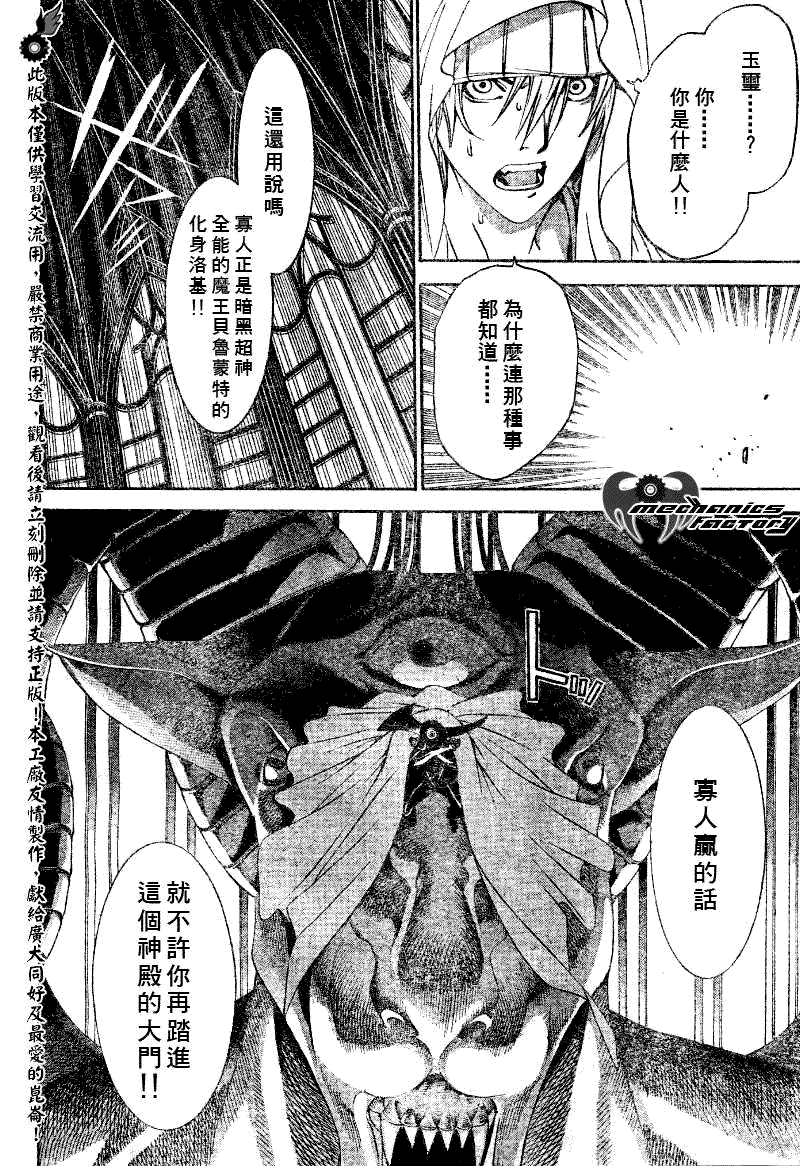 玉璽……?
你……
你是什麼人!!
為什麼連那種事
都知道……
這還用說嗎
寡人正是暗黑超神
全能的魔王貝魯蒙特的
化身洛基!!
mechanics
factory
ド
寡人贏的話
就不許你再踏進
這個神殿的大門!!
此版本僅供學習交流用，嚴禁商業用途，觀看後請立刻刪除並請支持正版！本工廠友情製作，獻給廣大同好及最愛的崑崙！